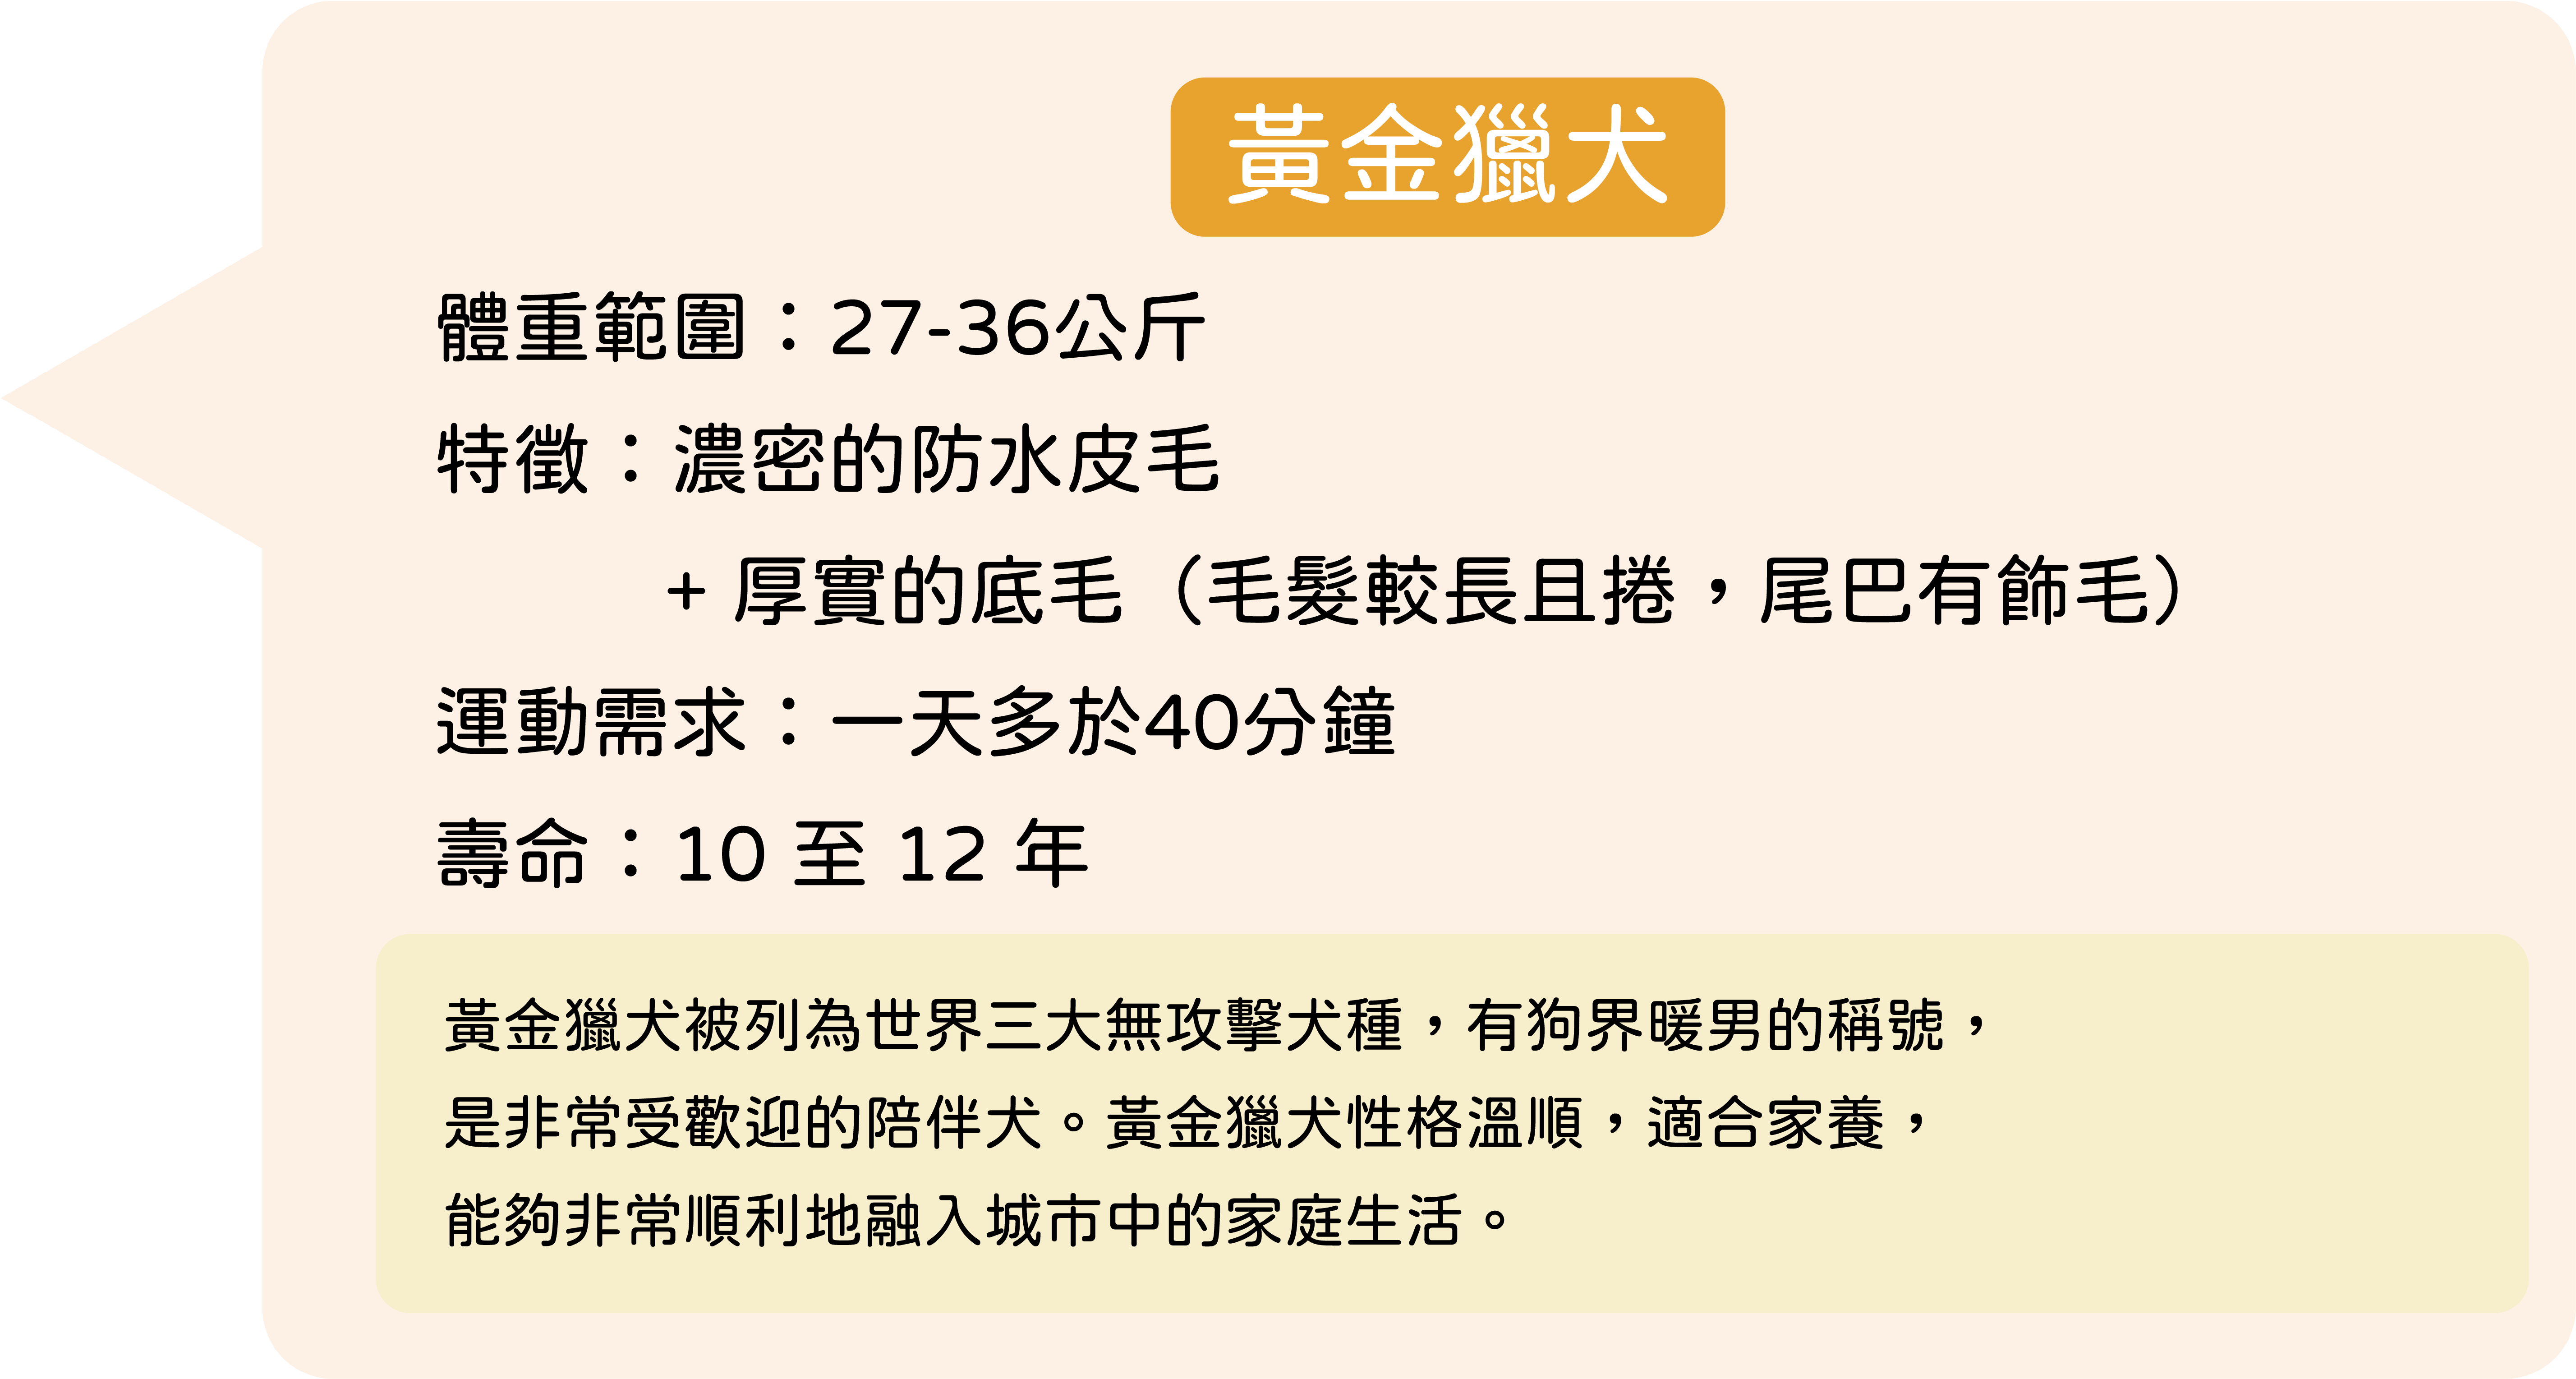 黃金獵犬
體重範圍：27-36公斤
特徵：濃密的防水皮毛
+ 厚實的底毛（毛髮較長且捲，尾巴有飾毛）
運動需求：一天多於40分鐘
壽命：10 至 12 年
黃金獵犬被列為世界三大無攻擊犬種，有狗界暖男的稱號，
是非常受歡迎的陪伴犬。黃金獵犬性格溫順，適合家養，
能夠非常順利地融入城市中的家庭生活。